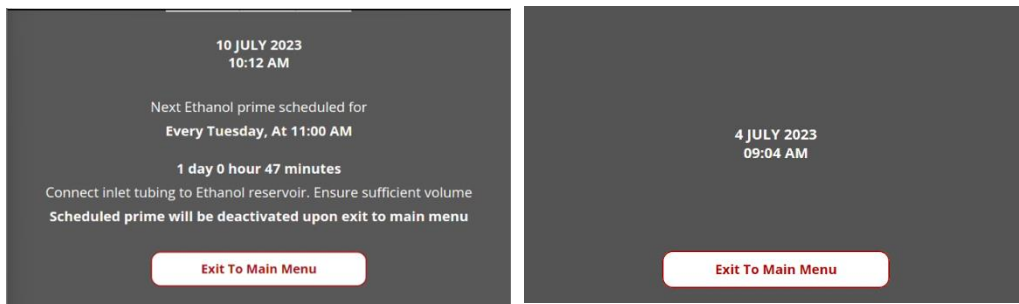 10 JULY 2023
10:12 AM
Next Ethanol prime scheduled for
Every Tuesday, At 11:00 AM
1 day 0 hour 47 minutes
Connect inlet tubing to Ethanol reservoir. Ensure sufficient volume
Scheduled prime will be deactivated upon exit to main menu
Exit To Main Menu
4 JULY 2023
09:04 AM
Exit To Main Menu